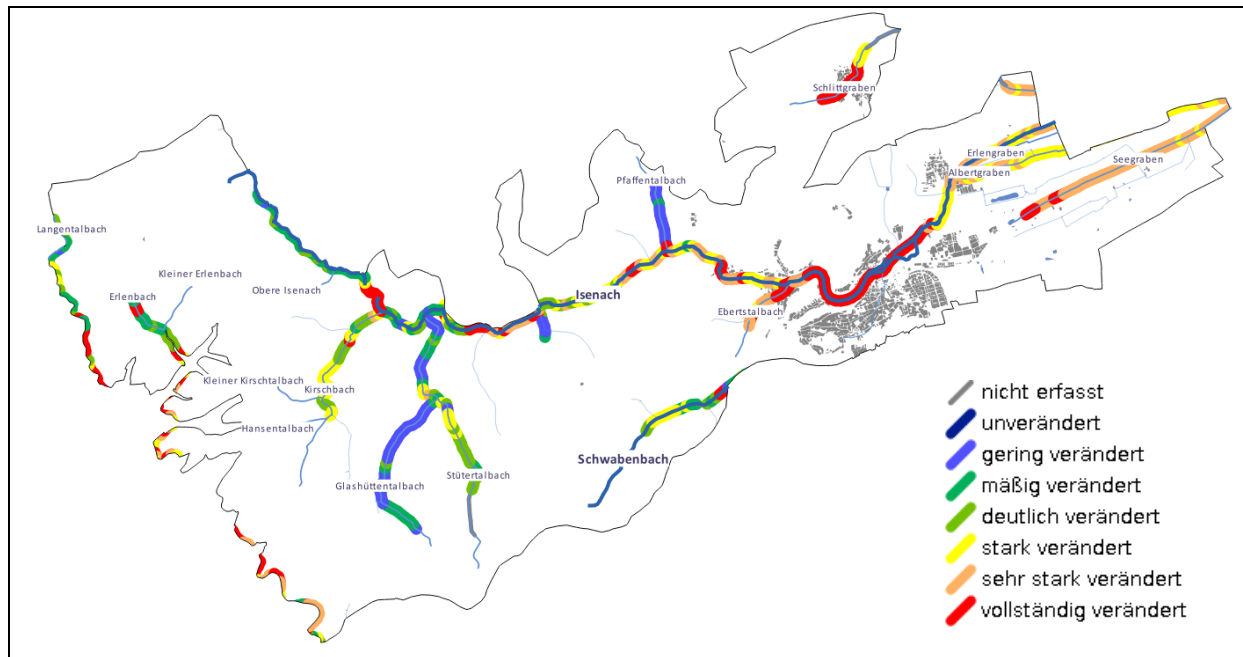 Schlittgraben
Erlengraben
Seegraben
Albertgraben
Pfaffentalbach
Langentalbach
Kleiner Erlenbach
Obere Isenach
Isenach
Erlenbach
Ebertstalbach
Kleiner Kirschtalbach
Kirschbach
Hansentalbach
Schwabenbach
Stütertalbach
Glashüttentalbach
nicht erfasst
unverändert
gering verändert
mäßig verändert
deutlich verändert
stark verändert
sehr stark verändert
vollständig verändert